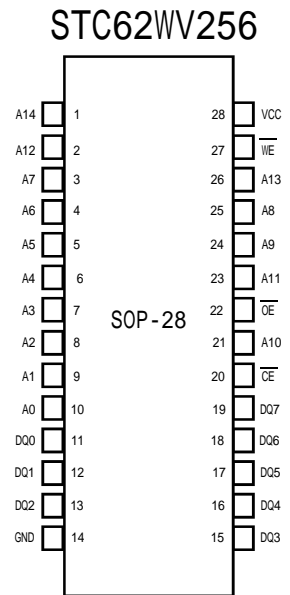 STC62WV256
A14 1 28 VCC
A12 2 27 WE
A7 3 26 A13
A6 4 25 A8
A5 5 24 A9
A4 6 23 A11
A3 7 22 OE
SOP-28
A2 8 21 A10
A1 9 20 CE
A0 10 19 DQ7
DQ0 11 18 DQ6
DQ1 12 17 DQ5
DQ2 13 16 DQ4
GND 14 15 DQ3